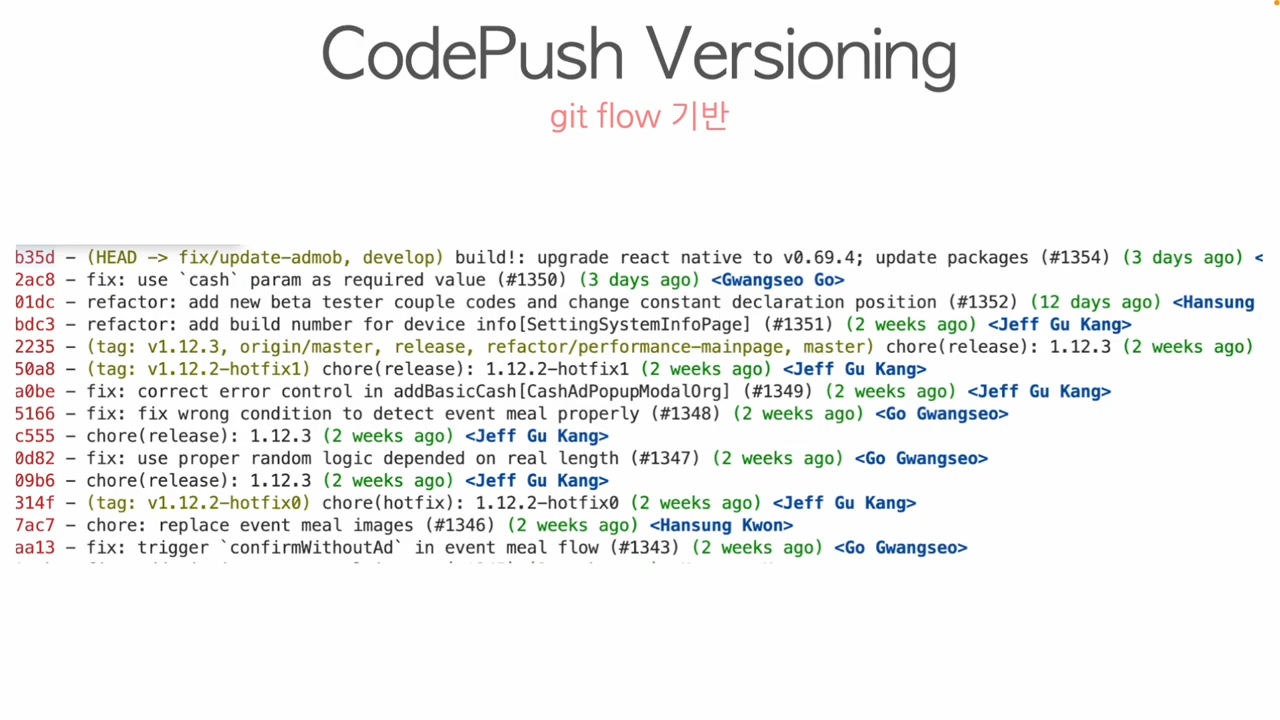 CodePush Versioning
git flow 기반
b35d - (HEAD -> fix/update-admob, develop) build!: upgrade react native to v0.69.4; update packages (#1354) (3 days ago) <
2ac8 - fix: use `cash` param as required value (#1350) (3 days ago) <Gwangseo Go>
01dc - refactor: add new beta tester couple codes and change constant declaration position (#1352) (12 days ago) <Hansung
bdc3 - refactor: add build number for device info[SettingSystemInfoPage] (#1351) (2 weeks ago) <Jeff Gu Kang>
2235 - (tag: v1.12.3, origin/master, release, refactor/performance-mainpage, master) chore(release): 1.12.3 (2 weeks ago)
50a8 - (tag: v1.12.2-hotfix1) chore(release): 1.12.2-hotfix1 (2 weeks ago) <Jeff Gu Kang>
a0be - fix: correct error control in addBasicCash[CashAdPopupModalOrg] (#1349) (2 weeks ago) <Jeff Gu Kang>
5166 - fix: fix wrong condition to detect event meal properly (#1348) (2 weeks ago) <Go Gwangseo>
c555 - chore(release): 1.12.3 (2 weeks ago) <Jeff Gu Kang>
0d82 - fix: use proper random logic depended on real length (#1347) (2 weeks ago) <Go Gwangseo>
09b6 - chore(release): 1.12.3 (2 weeks ago) <Jeff Gu Kang>
314f - (tag: v1.12.2-hotfix0) chore(hotfix): 1.12.2-hotfix0 (2 weeks ago) <Jeff Gu Kang>
7ac7 - chore: replace event meal images (#1346) (2 weeks ago) <Hansung Kwon>
aa13 - fix: trigger `confirmWithoutAd` in event meal flow (#1343) (2 weeks ago) <Go Gwangseo>